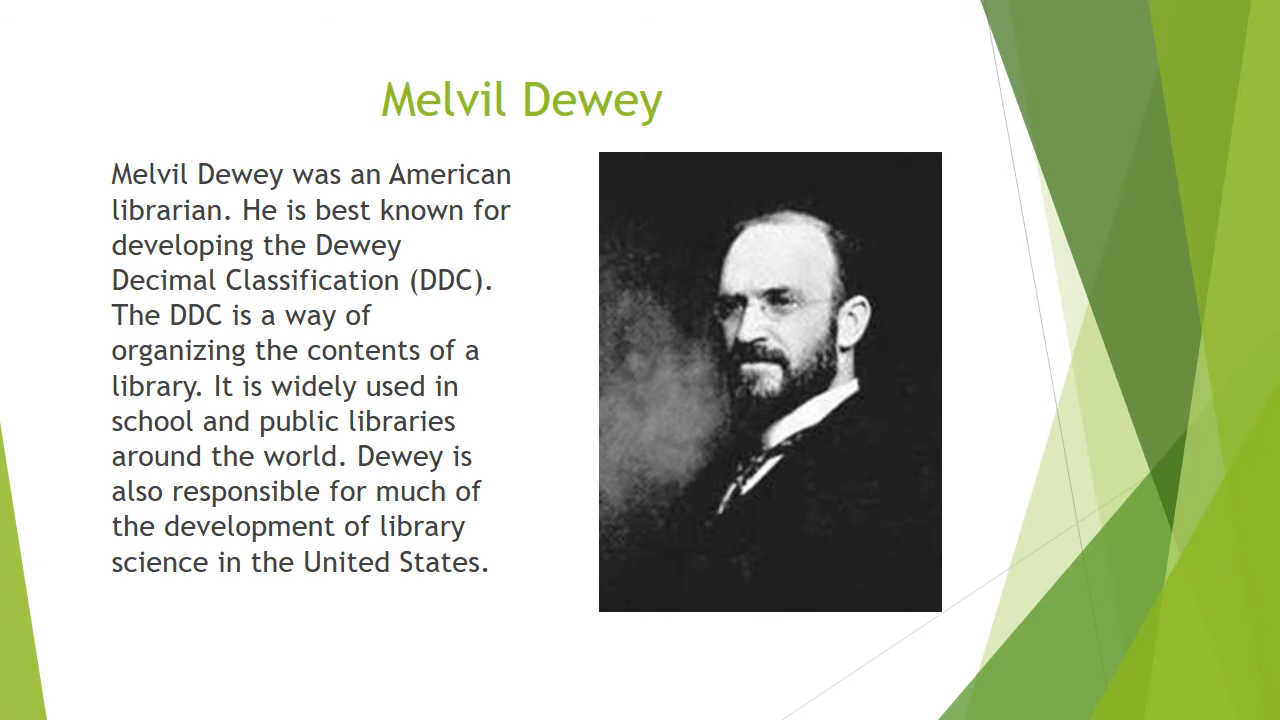 Melvil Dewey
Melvil Dewey was an American
librarian. He is best known for
developing the Dewey
Decimal Classification (DDC).
The DDC is a way of
organizing the contents of a
library. It is widely used in
school and public libraries
around the world. Dewey is
also responsible for much of
the development of library
science in the United States.